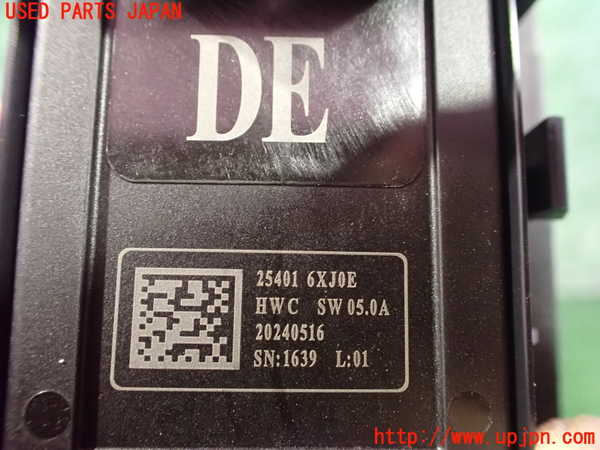 USED PARTS JAPAN
DE
25401 6XJ0E
HWC SW 05.0A
20240516
SN:1639 L:01
http://www.upjpn.com/